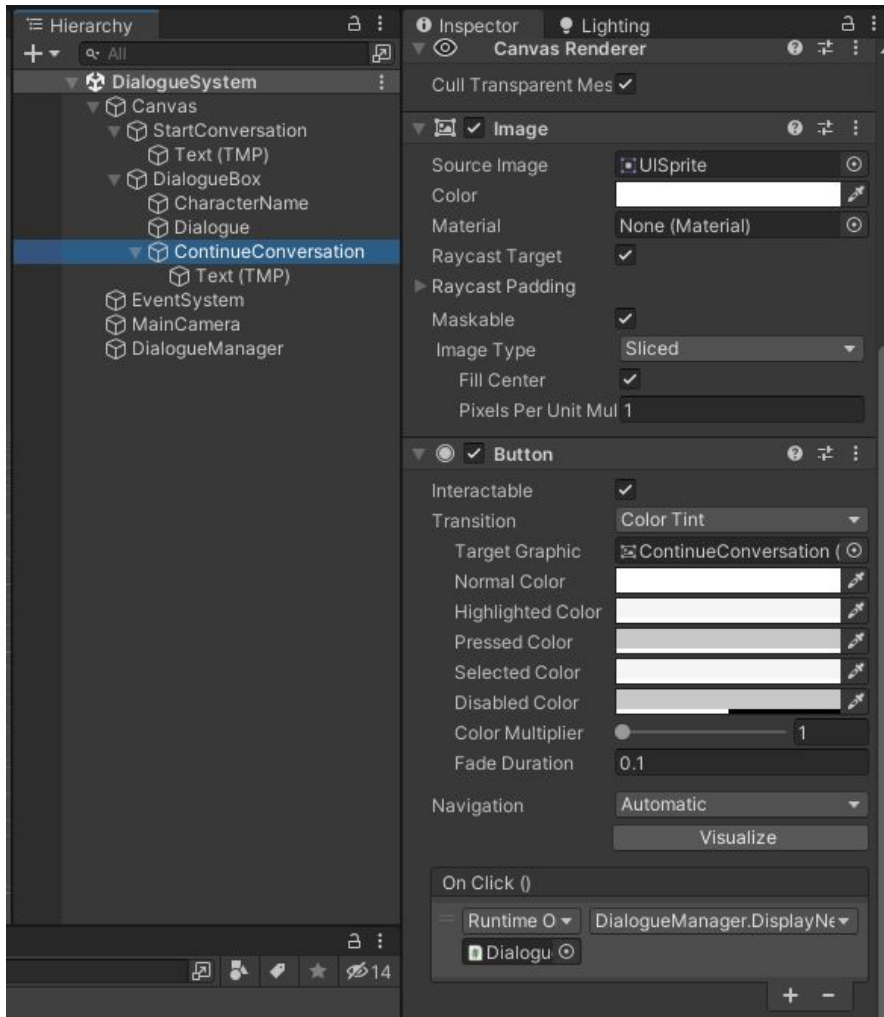 Hierarchy
All
DialogueSystem
Canvas
StartConversation
Text (TMP)
DialogueBox
CharacterName
Dialogue
ContinueConversation
Text (TMP)
EventSystem
MainCamera
DialogueManager
14
Inspector Lighting
Canvas Renderer
Cull Transparent Mes
Image
Source Image UISprite
Color
Material None (Material)
Raycast Target
Raycast Padding
Maskable
Image Type Sliced
Fill Center
Pixels Per Unit Mul 1
Button
Interactable
Transition Color Tint
Target Graphic ContinueConversation (
Normal Color
Highlighted Color
Pressed Color
Selected Color
Disabled Color
Color Multiplier 1
Fade Duration 0.1
Navigation Automatic
Visualize
On Click ()
Runtime O DialogueManager.DisplayNe
Dialogu